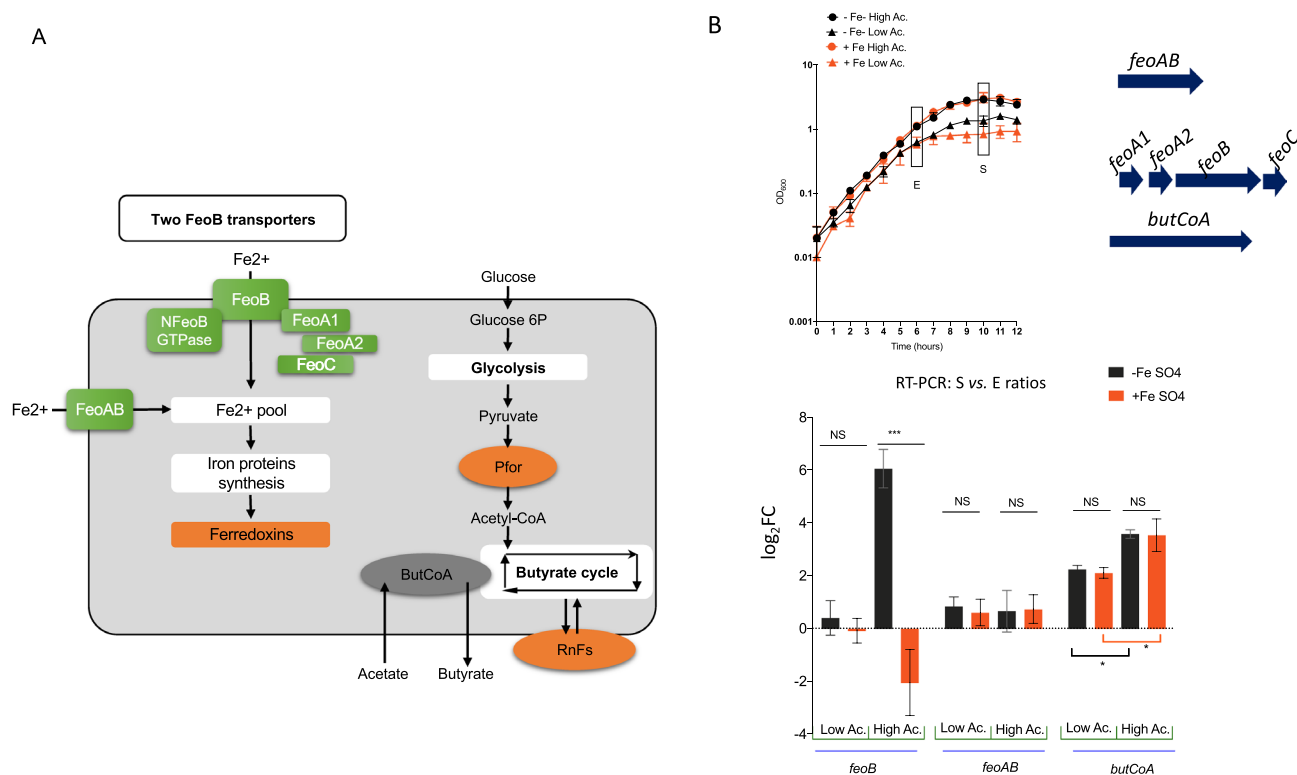 A
Two FeoB transporters
Fe2+
FeoB
NFeoB
GTPase
FeoA1
FeoA2
FeoC
Fe2+
FeoAB
Fe2+ pool
Iron proteins
synthesis
Ferredoxins
Glucose
Glucose 6P
Glycolysis
Pyruvate
Pfor
Acetyl-CoA
ButCoA
Butyrate cycle
RnFs
Acetate
Butyrate
B
- Fe- High Ac.
- Fe- Low Ac.
+ Fe High Ac.
+ Fe Low Ac.
10
1
0.1
0.01
0.001
OD600
E
S
0 1 2 3 4 5 6 7 8 9 10 11 12
Time (hours)
feoAB
feoA1 feoA2 feoB feoC
butCoA
RT-PCR: S vs. E ratios
-Fe SO4
+Fe SO4
log2FC
8
6
4
2
0
-2
-4
NS *** NS NS NS NS
* *
Low Ac. High Ac. Low Ac. High Ac. Low Ac. High Ac.
feoB feoAB butCoA